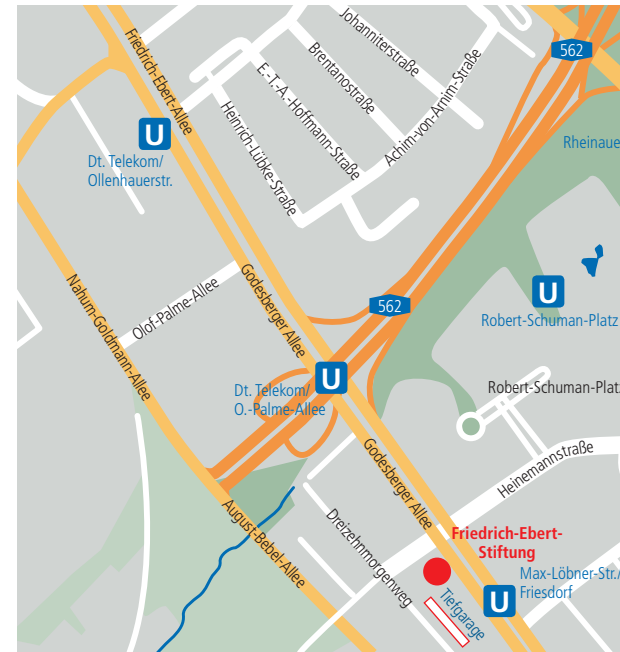 Johanniterstraße
562
Friedrich-Ebert-Allee
Brentanostraße
E.-T.-A.-Hoffmann-Straße
Achim-von-Arnim-Straße
Heinrich-Lübke-Straße
U
Dt. Telekom/
Ollenhauerstr.
Rheinaue
Nahum-Goldmann-Allee
Olof-Palme-Allee
Godesberger Allee
562
U
Robert-Schuman-Platz
U
Dt. Telekom/
O.-Palme-Allee
Robert-Schuman-Platz
Godesberger Allee
Heinemannstraße
August-Bebel-Allee
Dreizehnmorgenweg
Friedrich-Ebert-
Stiftung
Tiefgarage
U
Max-Löbner-Str./
Friesdorf